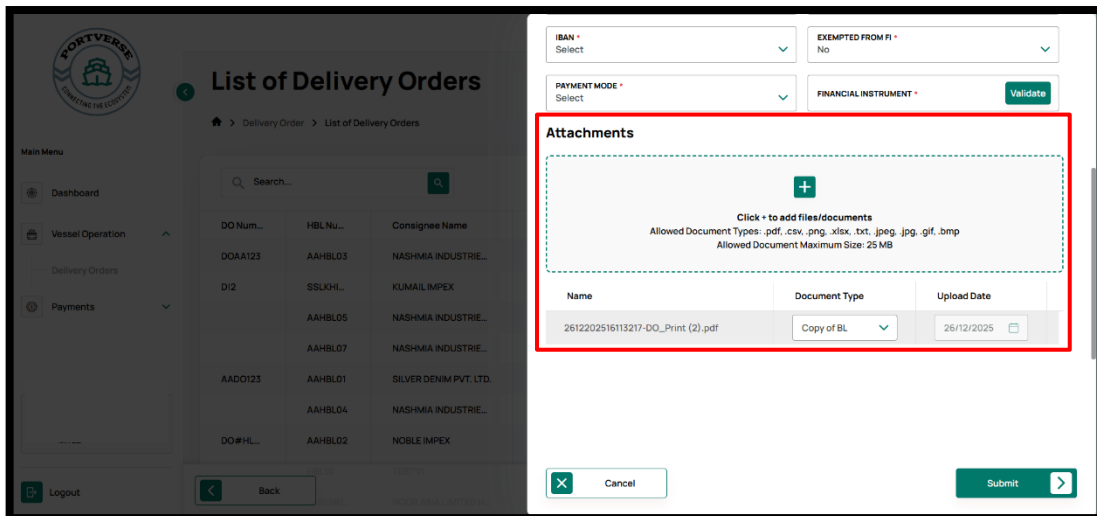 PORTVERSE
CONNECTING THE ECOSYSTEM
Main Menu
Dashboard
Vessel Operation
Delivery Orders
Payments
Logout
List of Delivery Orders
Delivery Order > List of Delivery Orders
Search...
DO Num... HBL Nu... Consignee Name
DOAA123 AAHBL03 NASHMIA INDUSTRIE...
D!2 SSLKHI... KUMAIL IMPEX
AAHBL05 NASHMIA INDUSTRIE...
AAHBL07 NASHMIA INDUSTRIE...
AADO123 AAHBL01 SILVER DENIM PVT. LTD.
AAHBL04 NASHMIA INDUSTRIE...
DO#HL... AAHBL02 NOBLE IMPEX
Back
IBAN * EXEMPTED FROM FI *
Select No
PAYMENT MODE * FINANCIAL INSTRUMENT * Validate
Select
Attachments
Click + to add files/documents
Allowed Document Types: .pdf, .csv, .png, .xlsx, .txt, .jpeg, .jpg, .gif, .bmp
Allowed Document Maximum Size: 25 MB
Name Document Type Upload Date
2612202516113217-DO_Print (2).pdf Copy of BL 26/12/2025
Cancel Submit